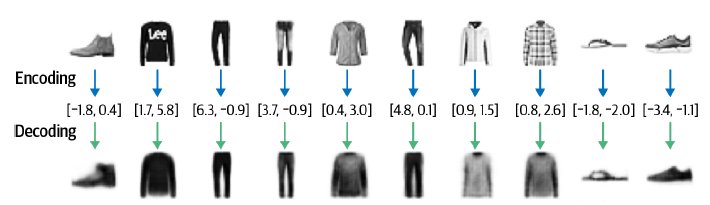 Lee
Encoding
[−1.8, 0.4] [1.7, 5.8] [6.3, −0.9] [3.7, −0.9] [0.4, 3.0] [4.8, 0.1] [0.9, 1.5] [0.8, 2.6] [−1.8, −2.0] [−3.4, −1.1]
Decoding